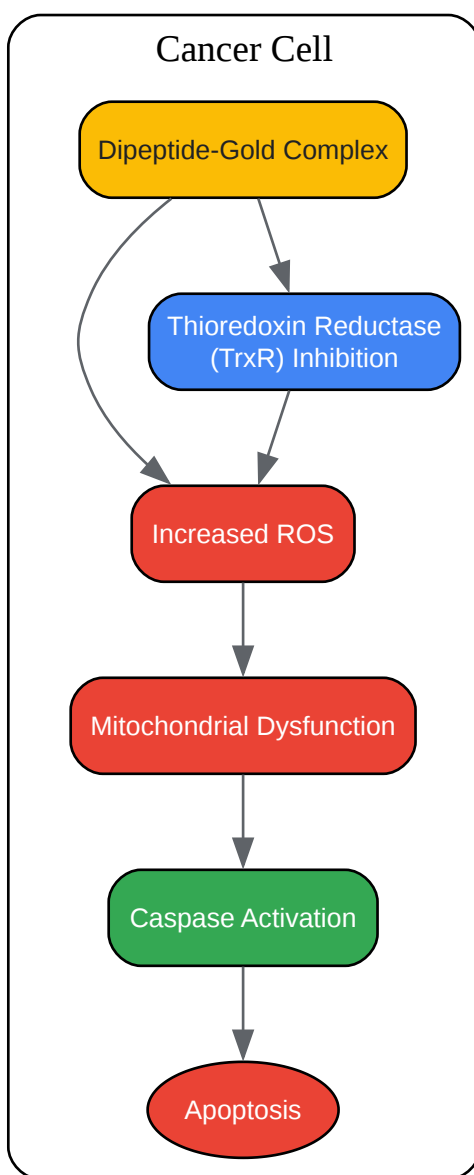 Cancer Cell
Dipeptide-Gold Complex
Thioredoxin Reductase
(TrxR) Inhibition
Increased ROS
Mitochondrial Dysfunction
Caspase Activation
Apoptosis